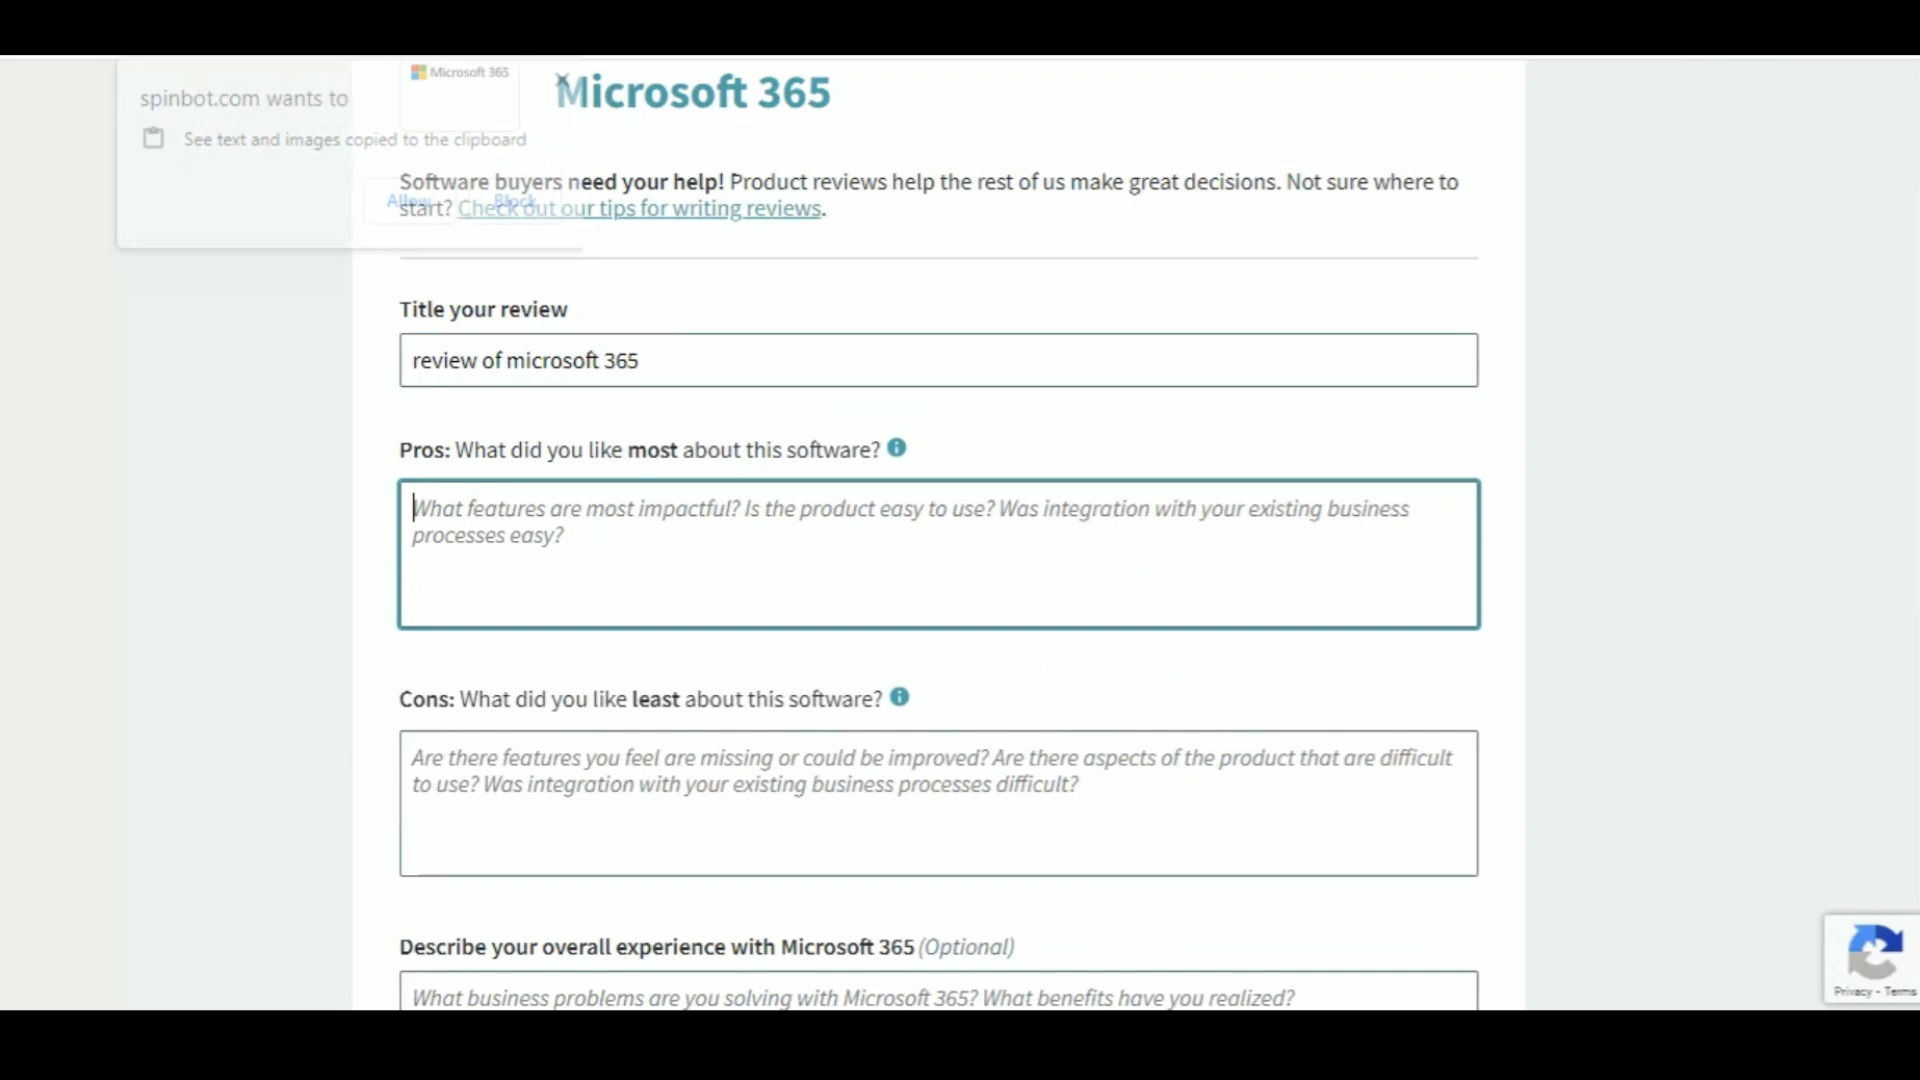 Microsoft 365
Microsoft 365
spinbot.com wants to
See text and images copied to the clipboard
Allow
Block
Software buyers need your help! Product reviews help the rest of us make great decisions. Not sure where to
start? Check out our tips for writing reviews.
Title your review
review of microsoft 365
Pros: What did you like most about this software?
What features are most impactful? Is the product easy to use? Was integration with your existing business
processes easy?
Cons: What did you like least about this software?
Are there features you feel are missing or could be improved? Are there aspects of the product that are difficult
to use? Was integration with your existing business processes difficult?
Describe your overall experience with Microsoft 365 (Optional)
What business problems are you solving with Microsoft 365? What benefits have you realized?
Privacy - Terms